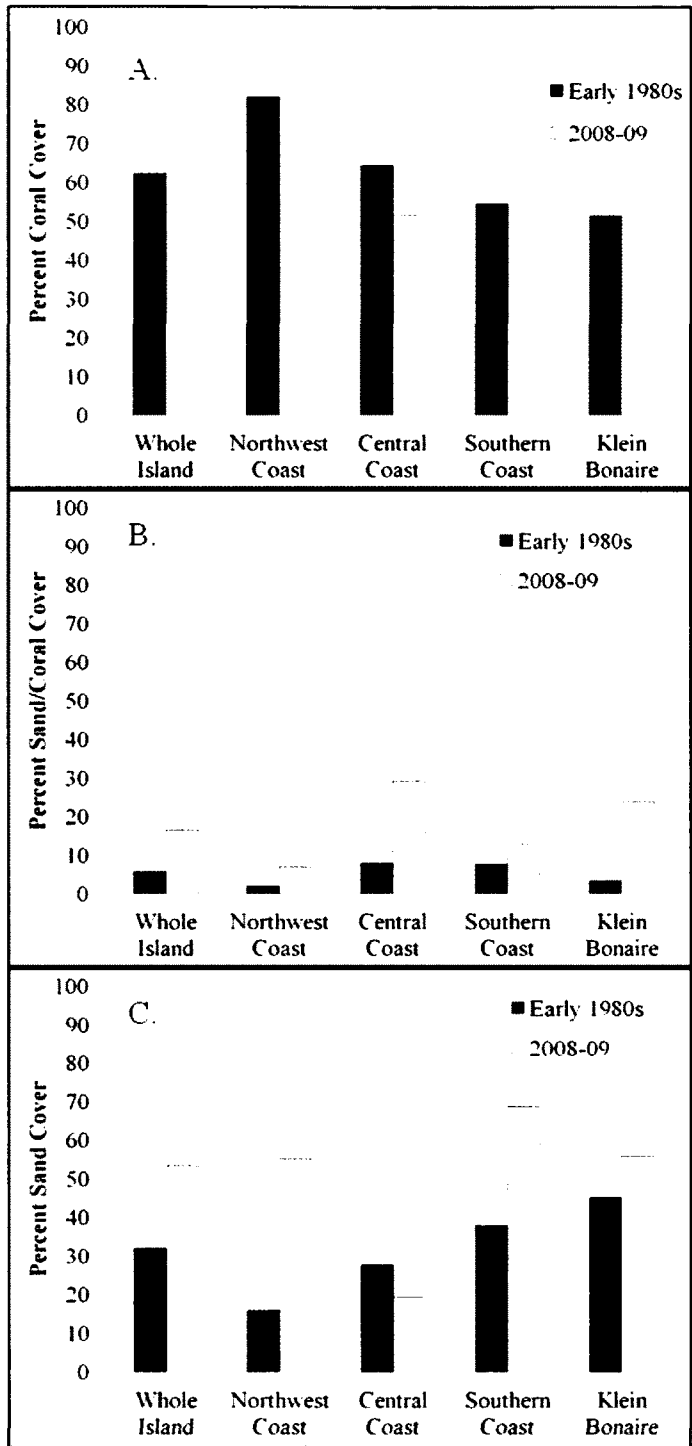 100
90
80
70
60
50
40
30
20
10
0
Percent Coral Cover
A.
Early 1980s
2008-09
Whole Island
Northwest Coast
Central Coast
Southern Coast
Klein Bonaire
100
90
80
70
60
50
40
30
20
10
0
Percent Sand/Coral Cover
B.
Early 1980s
2008-09
Whole Island
Northwest Coast
Central Coast
Southern Coast
Klein Bonaire
100
90
80
70
60
50
40
30
20
10
0
Percent Sand Cover
C.
Early 1980s
2008-09
Whole Island
Northwest Coast
Central Coast
Southern Coast
Klein Bonaire